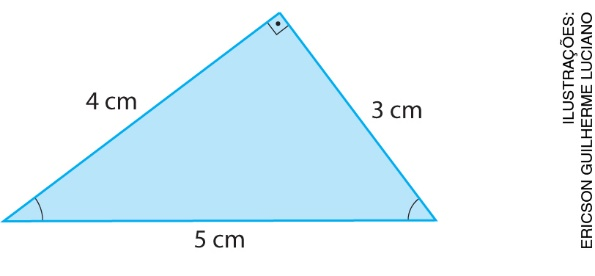 4 cm
3 cm
5 cm
ILUSTRAÇÕES:
ERICSON GUILHERME LUCIANO